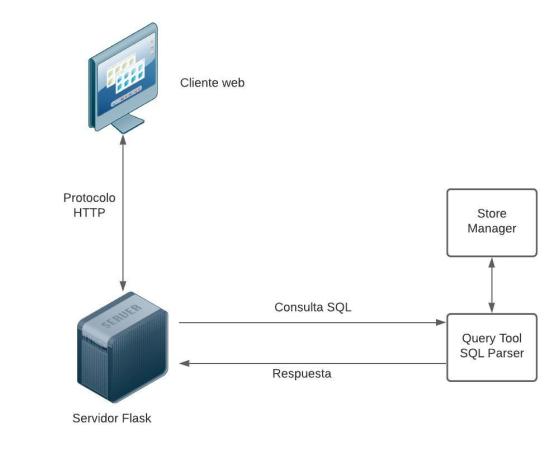 Cliente web
Protocolo
HTTP
Store
Manager
SERVER
Consulta SQL
Query Tool
SQL Parser
Respuesta
Servidor Flask